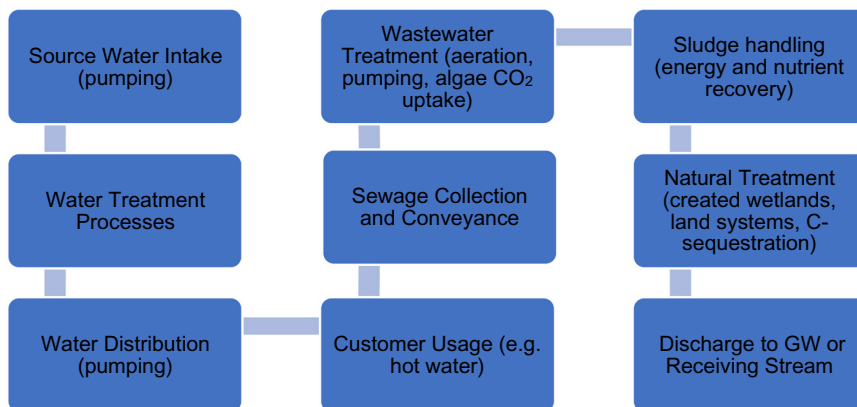 Source Water Intake
(pumping)
Water Treatment
Processes
Water Distribution
(pumping)
Customer Usage (e.g.
hot water)
Sewage Collection
and Conveyance
Wastewater
Treatment (aeration,
pumping, algae CO₂
uptake)
Sludge handling
(energy and nutrient
recovery)
Natural Treatment
(created wetlands,
land systems, C-
sequestration)
Discharge to GW or
Receiving Stream